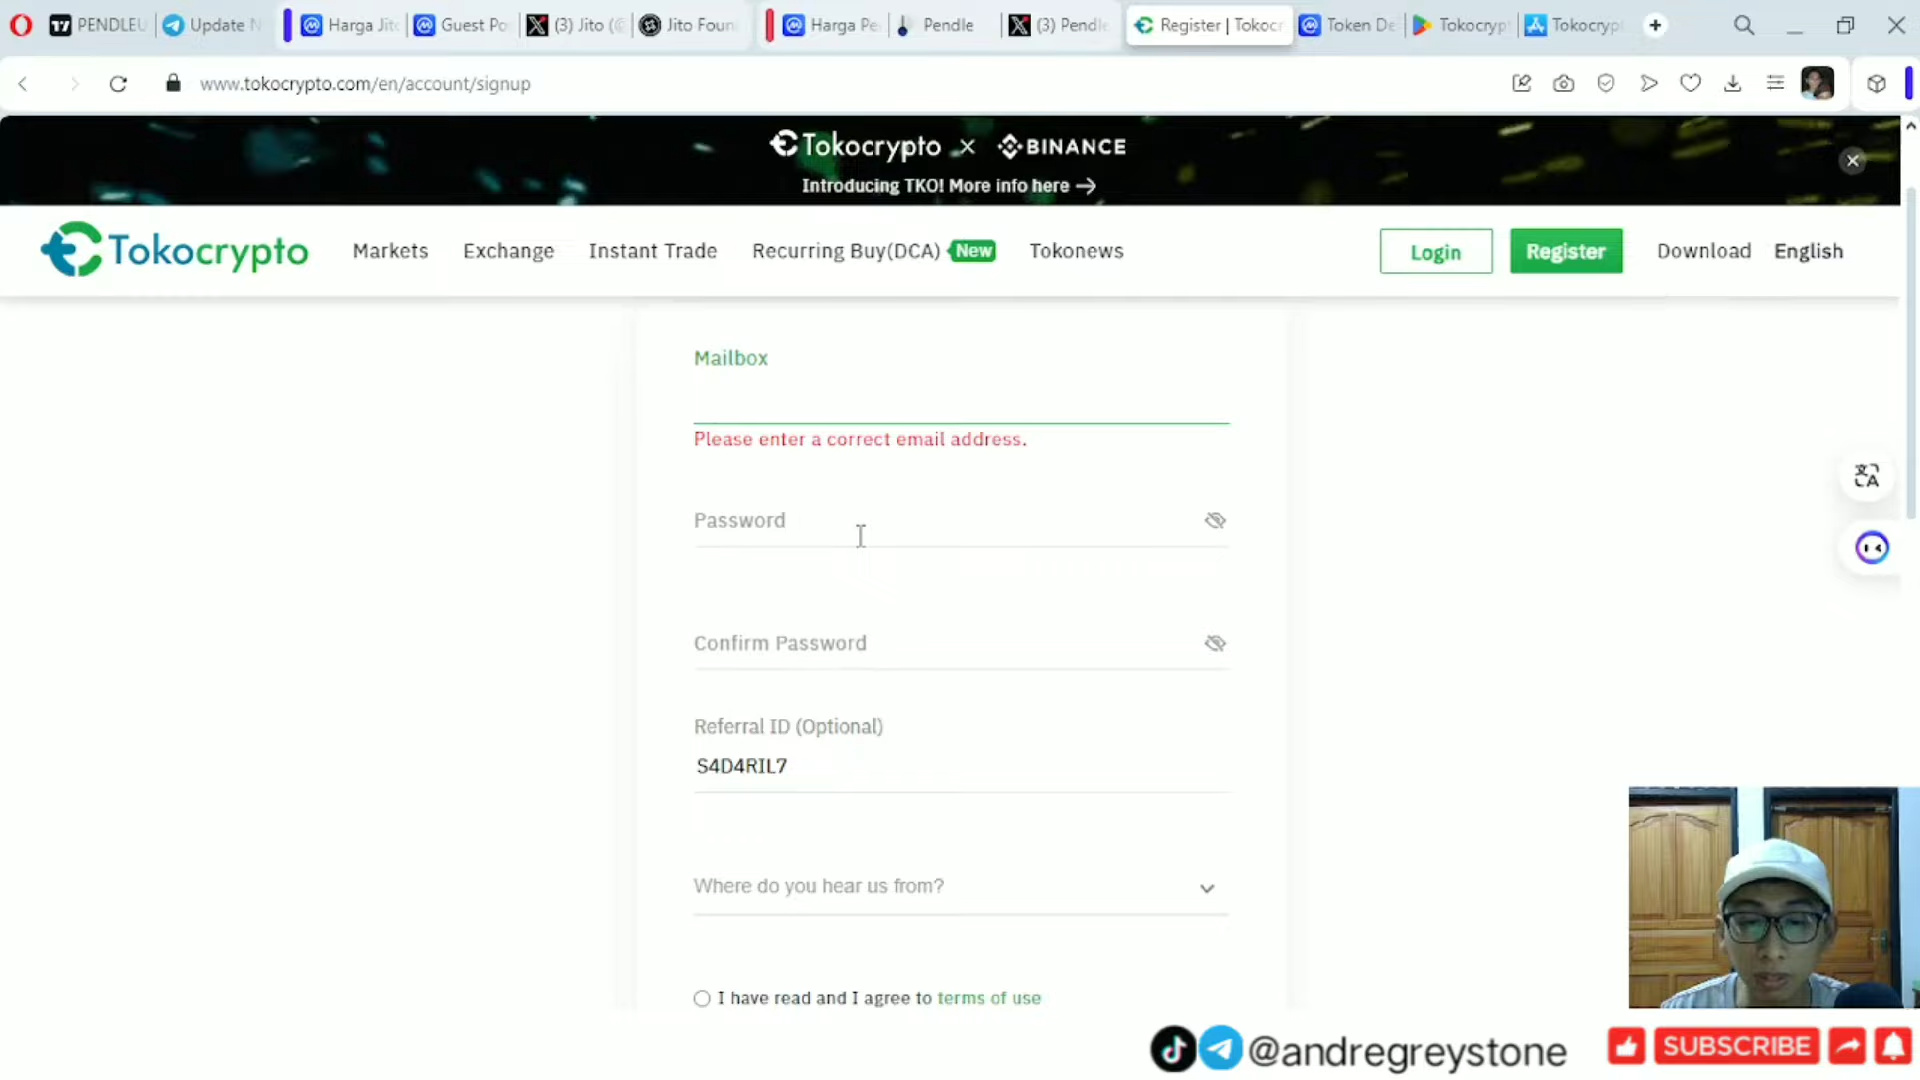 PENDLEU Update N Harga Jito Guest Po (3) Jito (@ Jito Foun Harga Pe Pendle (3) Pendle Register | Tokocr Token De Tokocryp Tokocryp
www.tokocrypto.com/en/account/signup
Tokocrypto x BINANCE
Introducing TKO! More info here →
Tokocrypto Markets Exchange Instant Trade Recurring Buy(DCA) New Tokonews Login Register Download English
Mailbox
Please enter a correct email address.
Password
Confirm Password
Referral ID (Optional)
S4D4RIL7
Where do you hear us from?
I have read and I agree to terms of use
@andregreystone SUBSCRIBE